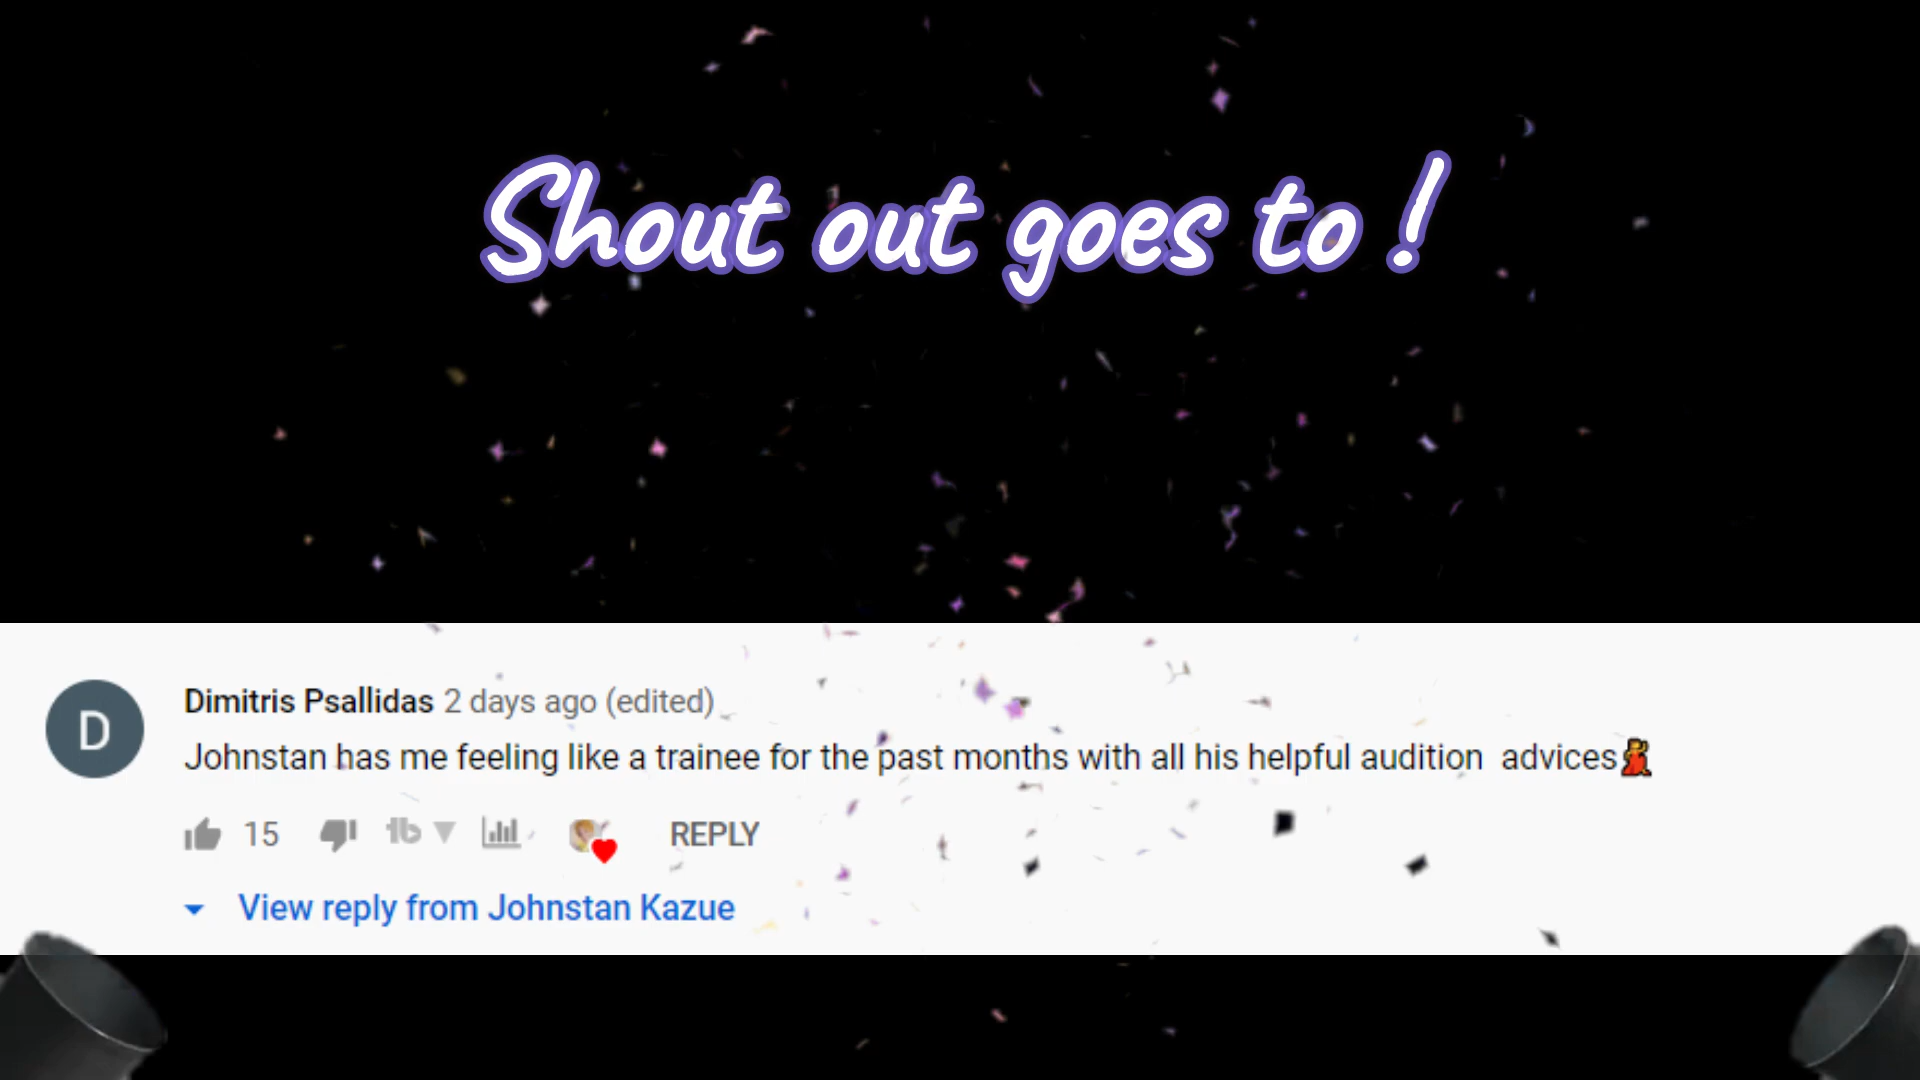 Shout out goes to !
D
Dimitris Psallidas 2 days ago (edited)
Johnstan has me feeling like a trainee for the past months with all his helpful audition advices💃
15 tb REPLY
View reply from Johnstan Kazue